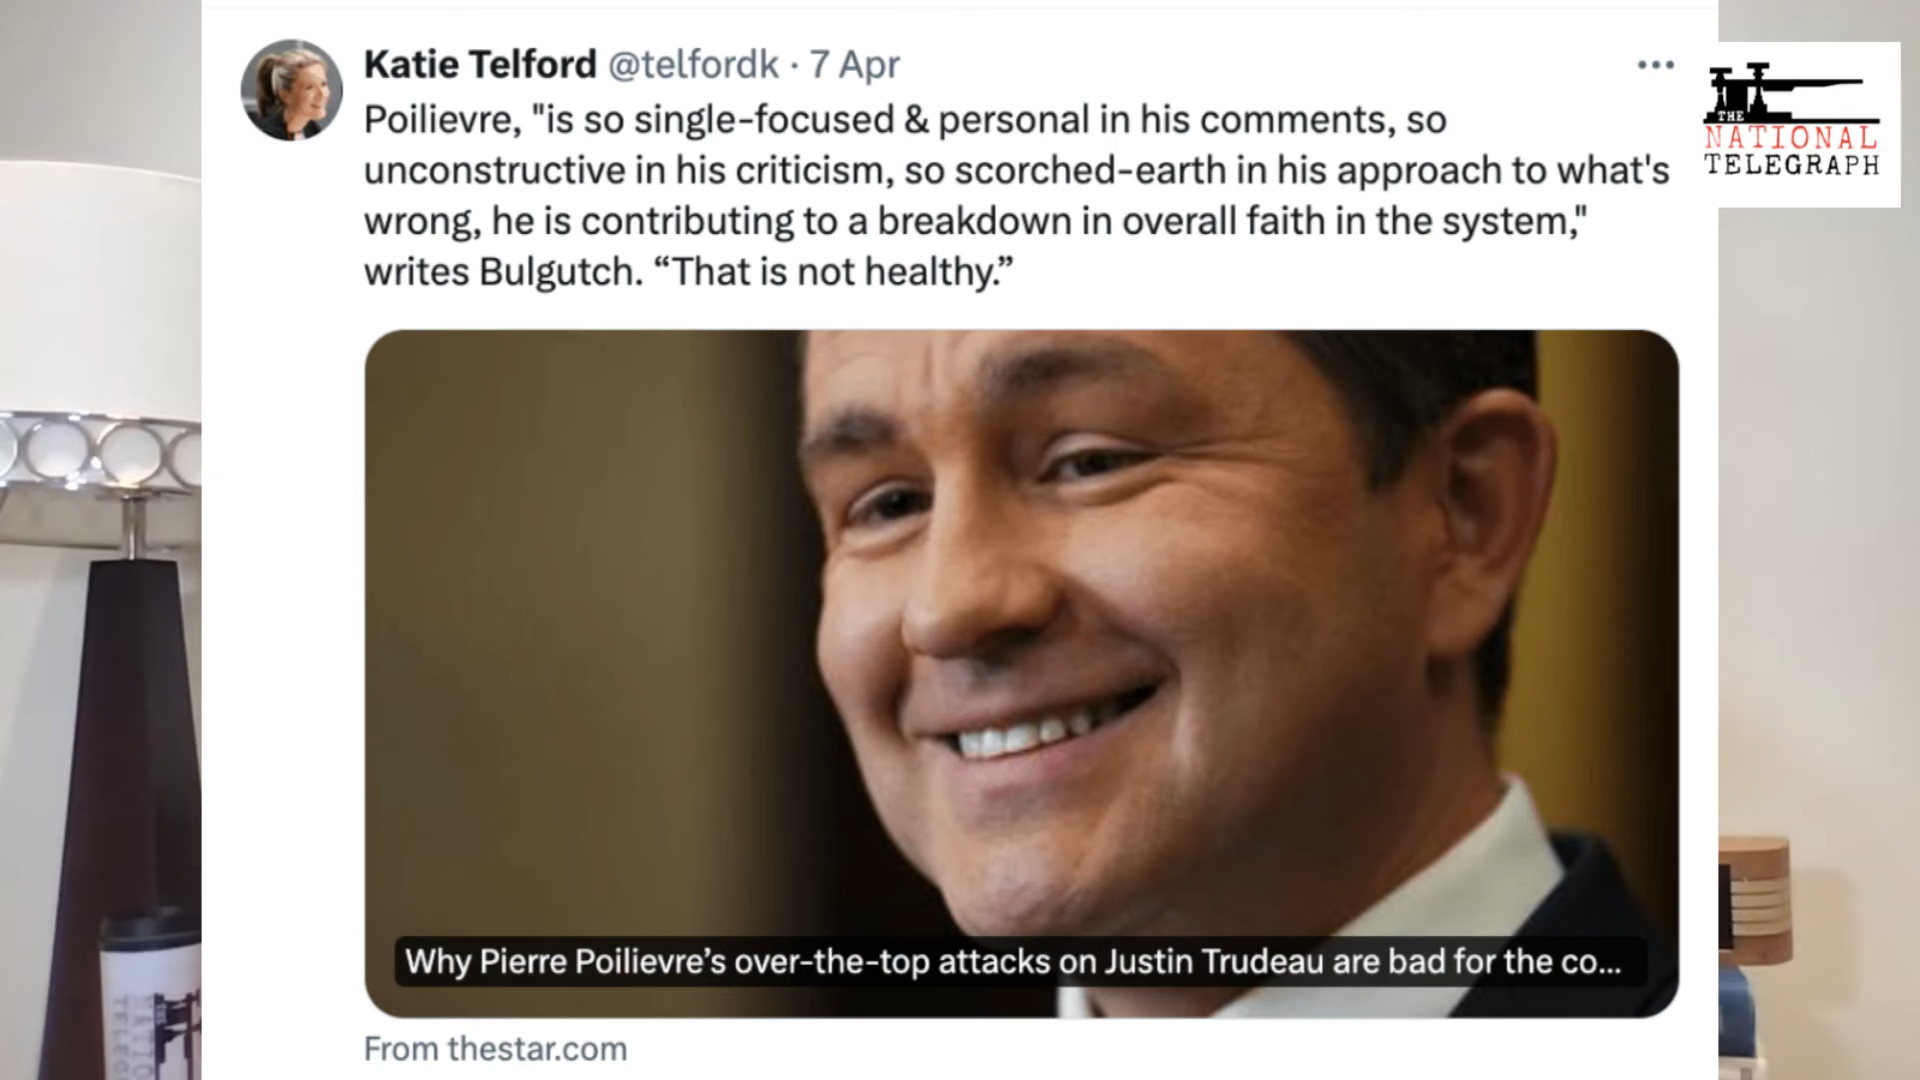 Katie Telford @telfordk · 7 Apr
Poilievre, "is so single-focused & personal in his comments, so
unconstructive in his criticism, so scorched-earth in his approach to what's
wrong, he is contributing to a breakdown in overall faith in the system,"
writes Bulgutch. “That is not healthy.”
Why Pierre Poilievre’s over-the-top attacks on Justin Trudeau are bad for the co...
From thestar.com
THE
NATIONAL
TELEGRAPH